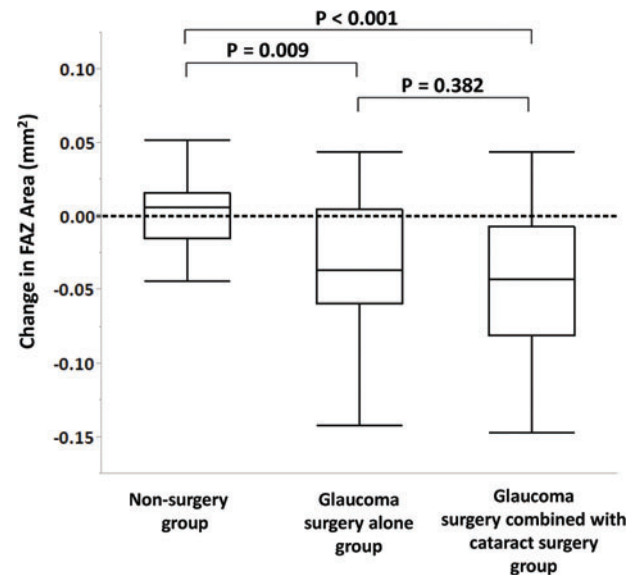 P < 0.001
P = 0.009
P = 0.382
Change in FAZ Area (mm²)
0.10
0.05
0.00
-0.05
-0.10
-0.15
Non-surgery
group
Glaucoma
surgery alone
group
Glaucoma
surgery combined with
cataract surgery
group